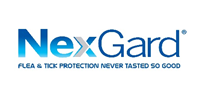 NexGard®
FLEA & TICK PROTECTION NEVER TASTED SO GOOD